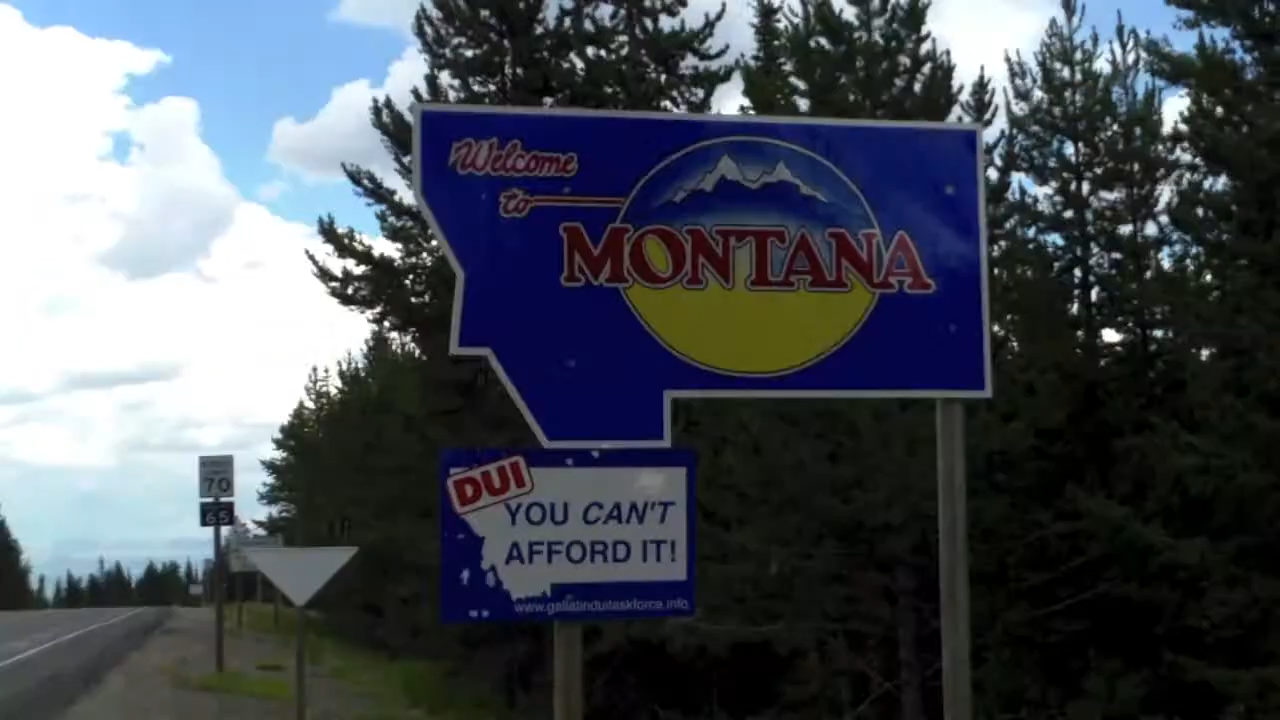 Welcome
to
MONTANA
DUI
YOU CAN'T
AFFORD IT!
www.gallatinduitaskforce.info
70
65